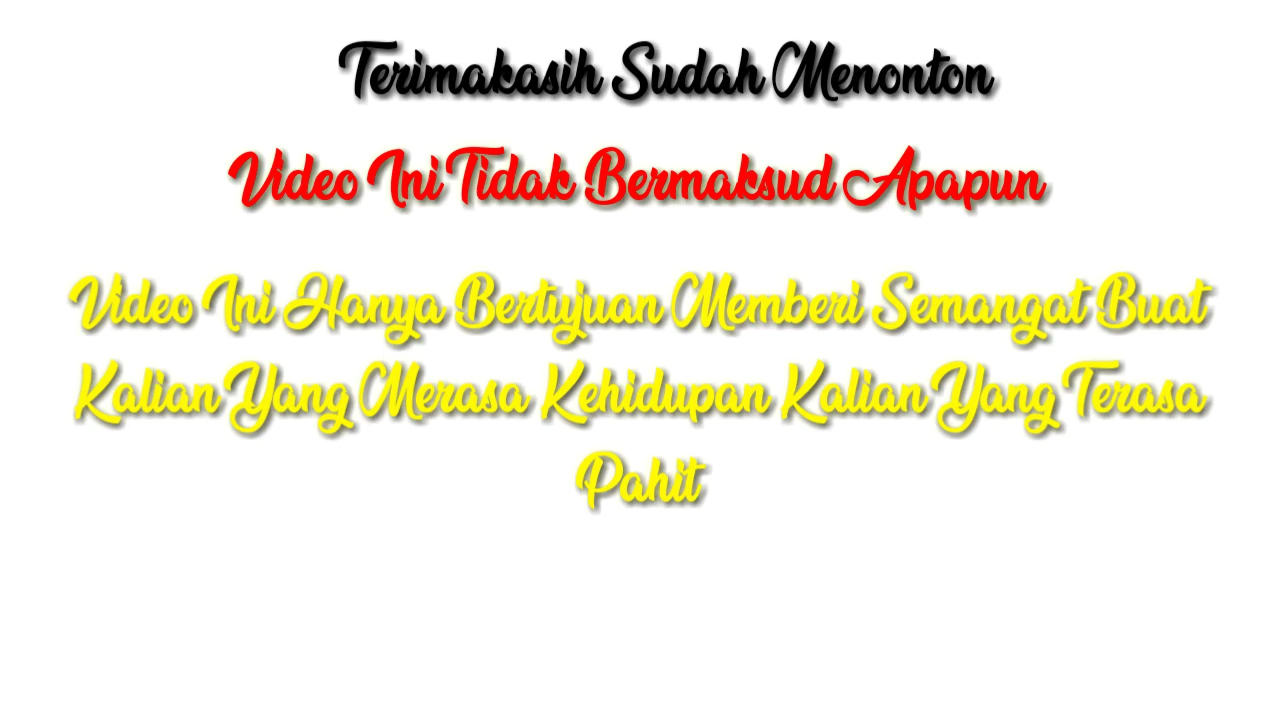 Terimakasih Sudah Menonton
Video Ini Tidak Bermaksud Apapun
Video Ini Hanya Bertujuan Memberi Semangat Buat
Kalian Yang Merasa Kehidupan Kalian Yang Terasa
Pahit